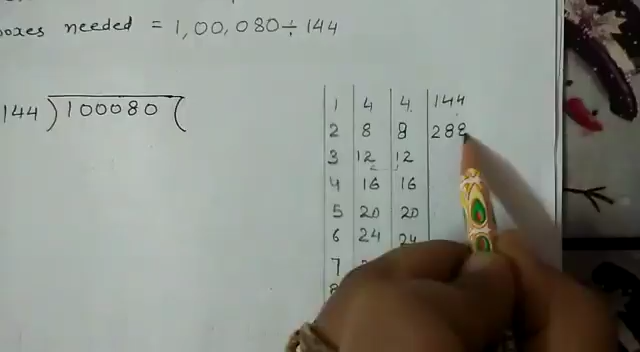 boxes needed = 1,00,080÷144
144)100080(
1 4 4 144
2 8 8 288
3 12 12
4 16 16
5 20 20
6 24 24
7